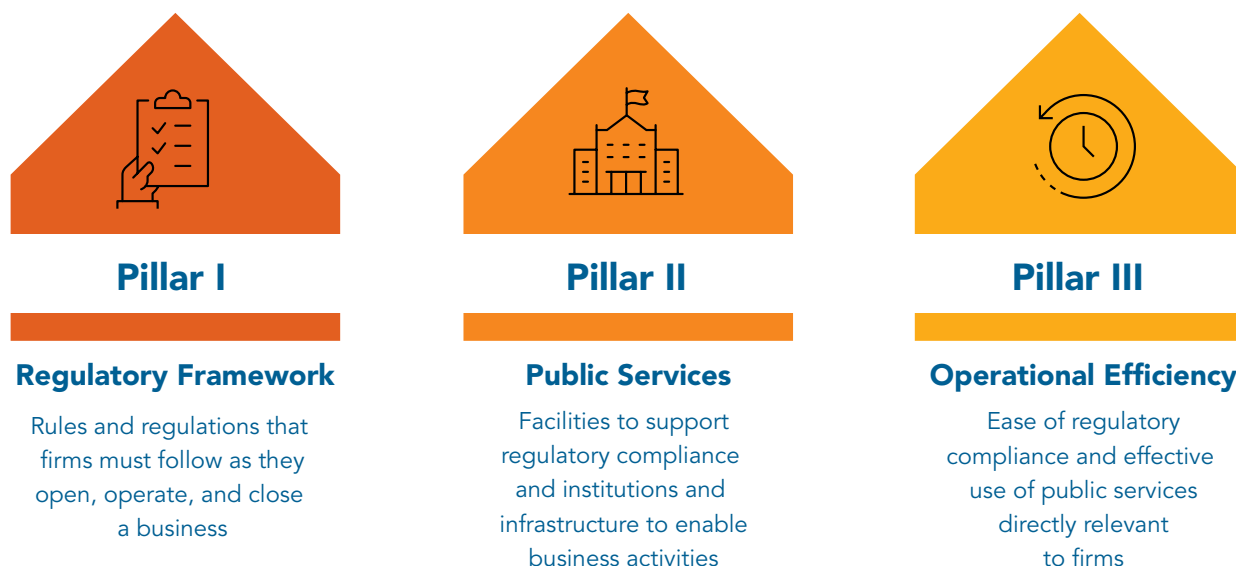 Pillar I
Regulatory Framework
Rules and regulations that
firms must follow as they
open, operate, and close
a business
Pillar II
Public Services
Facilities to support
regulatory compliance
and institutions and
infrastructure to enable
business activities
Pillar III
Operational Efficiency
Ease of regulatory
compliance and effective
use of public services
directly relevant
to firms